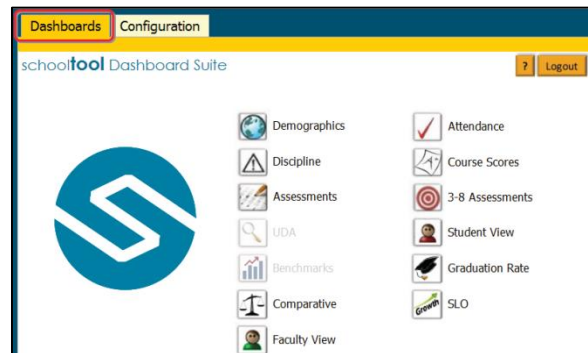 Dashboards Configuration
schooltool Dashboard Suite ? Logout
Demographics Attendance
Discipline A+ Course Scores
Assessments 3-8 Assessments
UDA Student View
Benchmarks Graduation Rate
Comparative Growth SLO
Faculty View